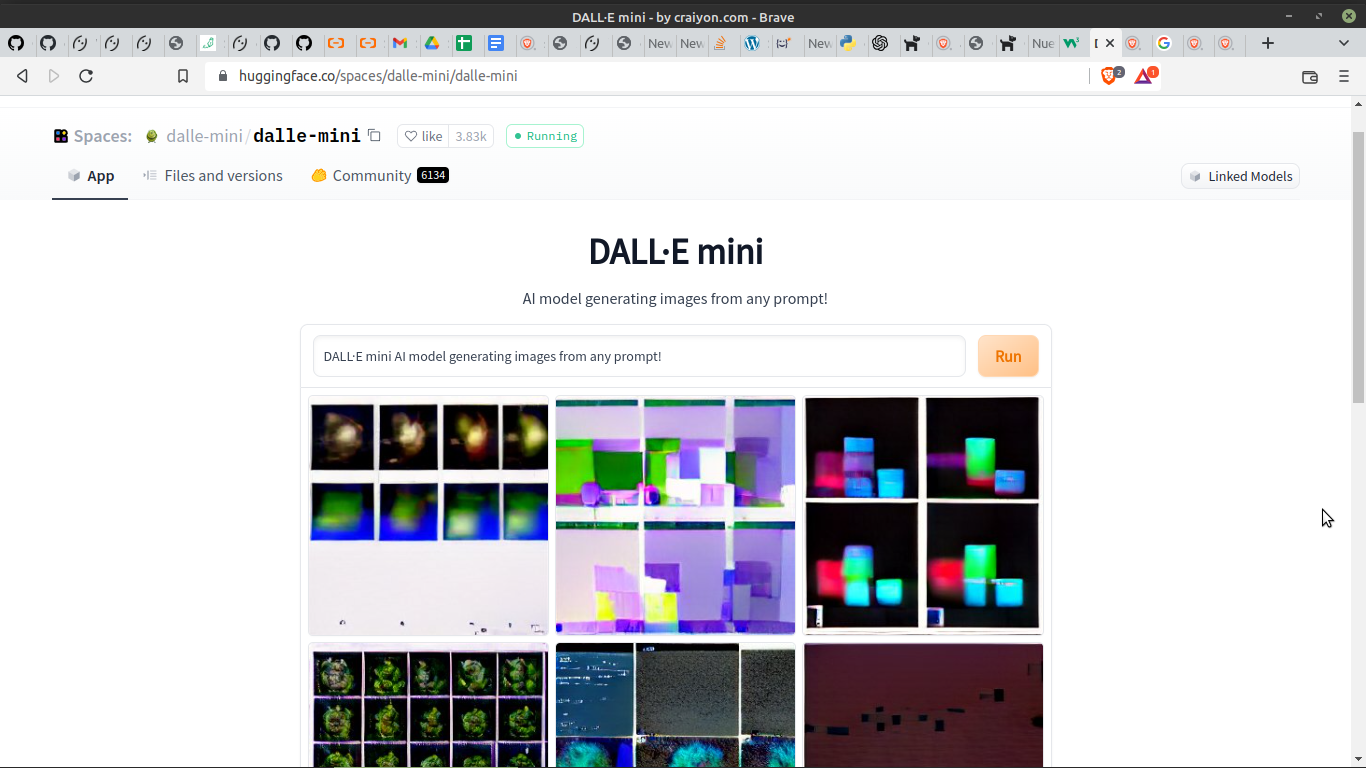 DALL·E mini - by craiyon.com - Brave
New
New
New
Nue
huggingface.co/spaces/dalle-mini/dalle-mini
2
1
Spaces:
dalle-mini/dalle-mini
like
3.83k
Running
App
Files and versions
Community
6134
Linked Models
DALL·E mini
AI model generating images from any prompt!
DALL·E mini AI model generating images from any prompt!
Run